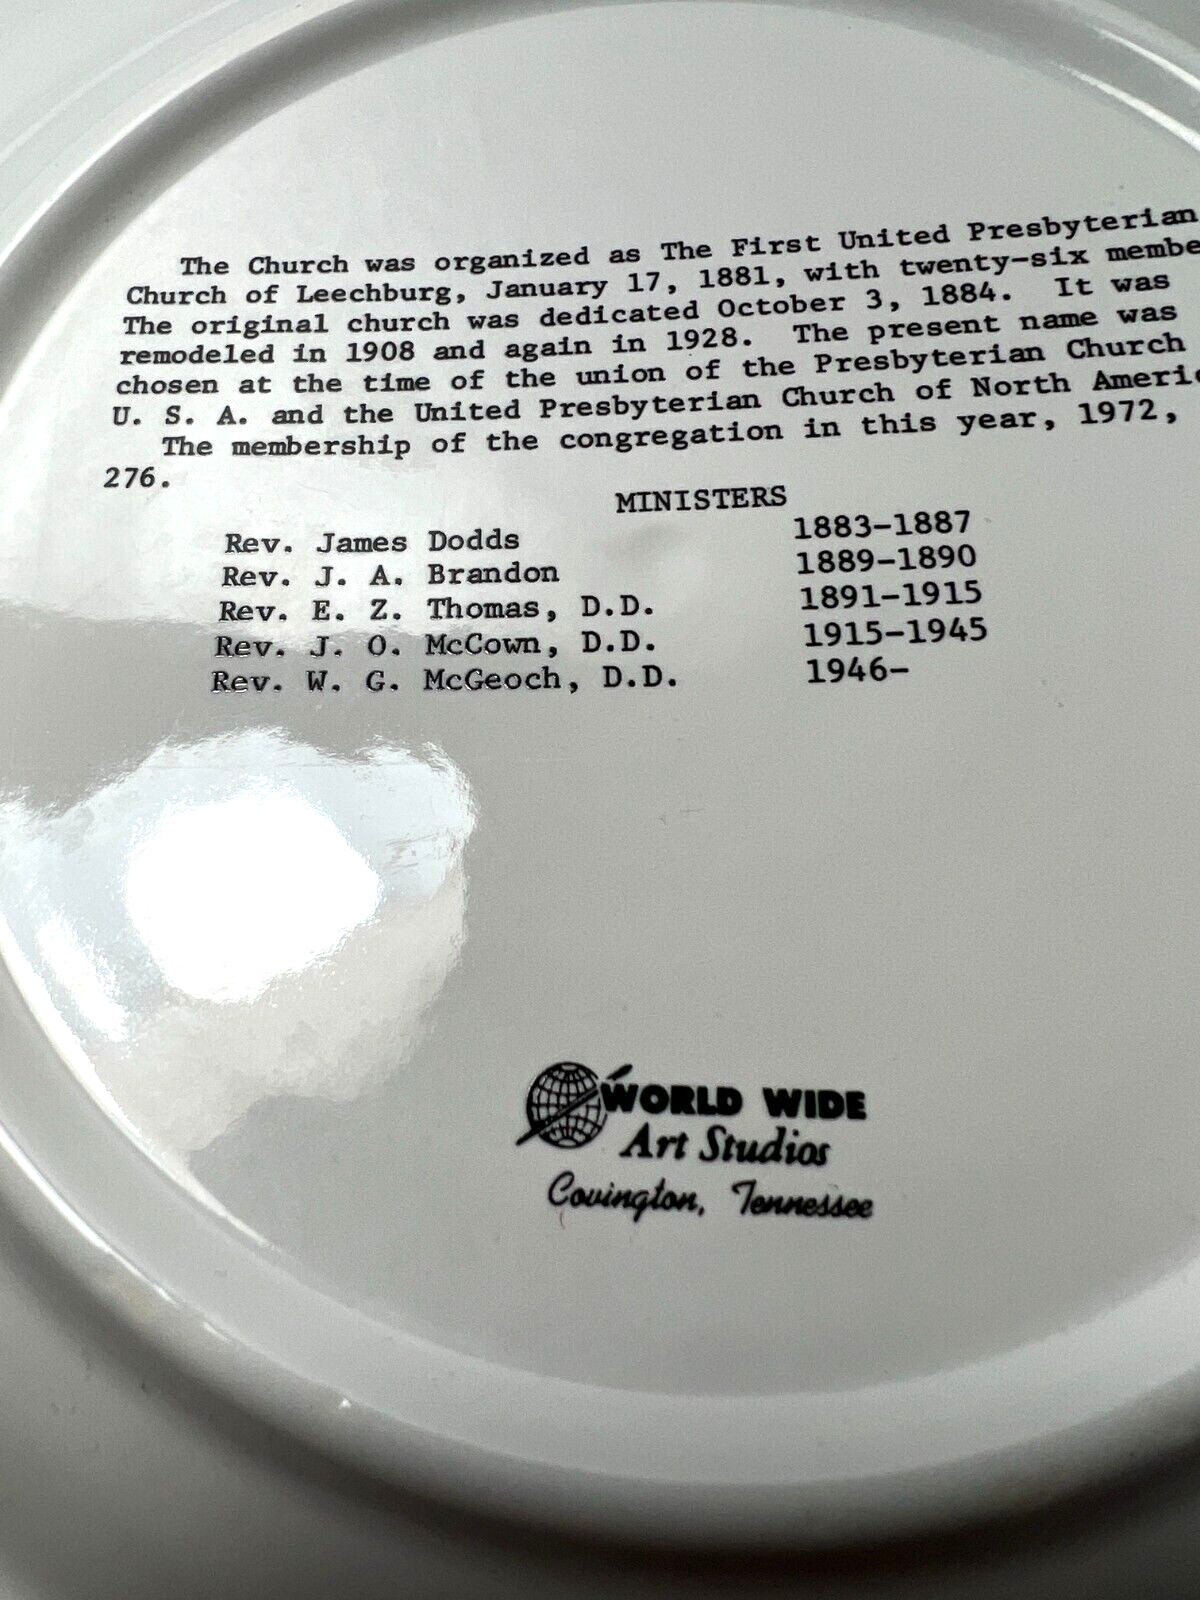 The Church was organized as The First United Presbyterian
Church of Leechburg, January 17, 1881, with twenty-six membe
The original church was dedicated October 3, 1884. It was
remodeled in 1908 and again in 1928. The present name was
chosen at the time of the union of the Presbyterian Church
U. S. A. and the United Presbyterian Church of North Americ
The membership of the congregation in this year, 1972,
276.
MINISTERS
Rev. James Dodds 1883-1887
Rev. J. A. Brandon 1889-1890
Rev. E. Z. Thomas, D.D. 1891-1915
Rev. J. O. McCown, D.D. 1915-1945
Rev. W. G. McGeoch, D.D. 1946-
WORLD WIDE
Art Studios
Covington, Tennessee